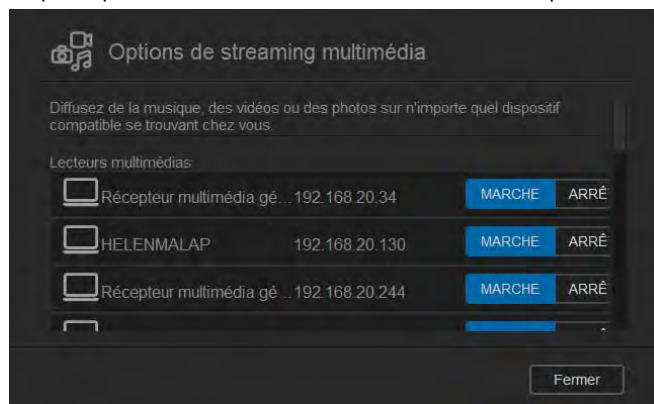 Options de streaming multimédia
Diffusez de la musique, des vidéos ou des photos sur n'importe quel dispositif
compatible se trouvant chez vous
Lecteurs multimédias:
Récepteur multimédia gé... 192.168.20.34 MARCHE ARRÊ
HELENMALAP 192.168.20.130 MARCHE ARRÊ
Récepteur multimédia gé... 192.168.20.244 MARCHE ARRÊ
Fermer